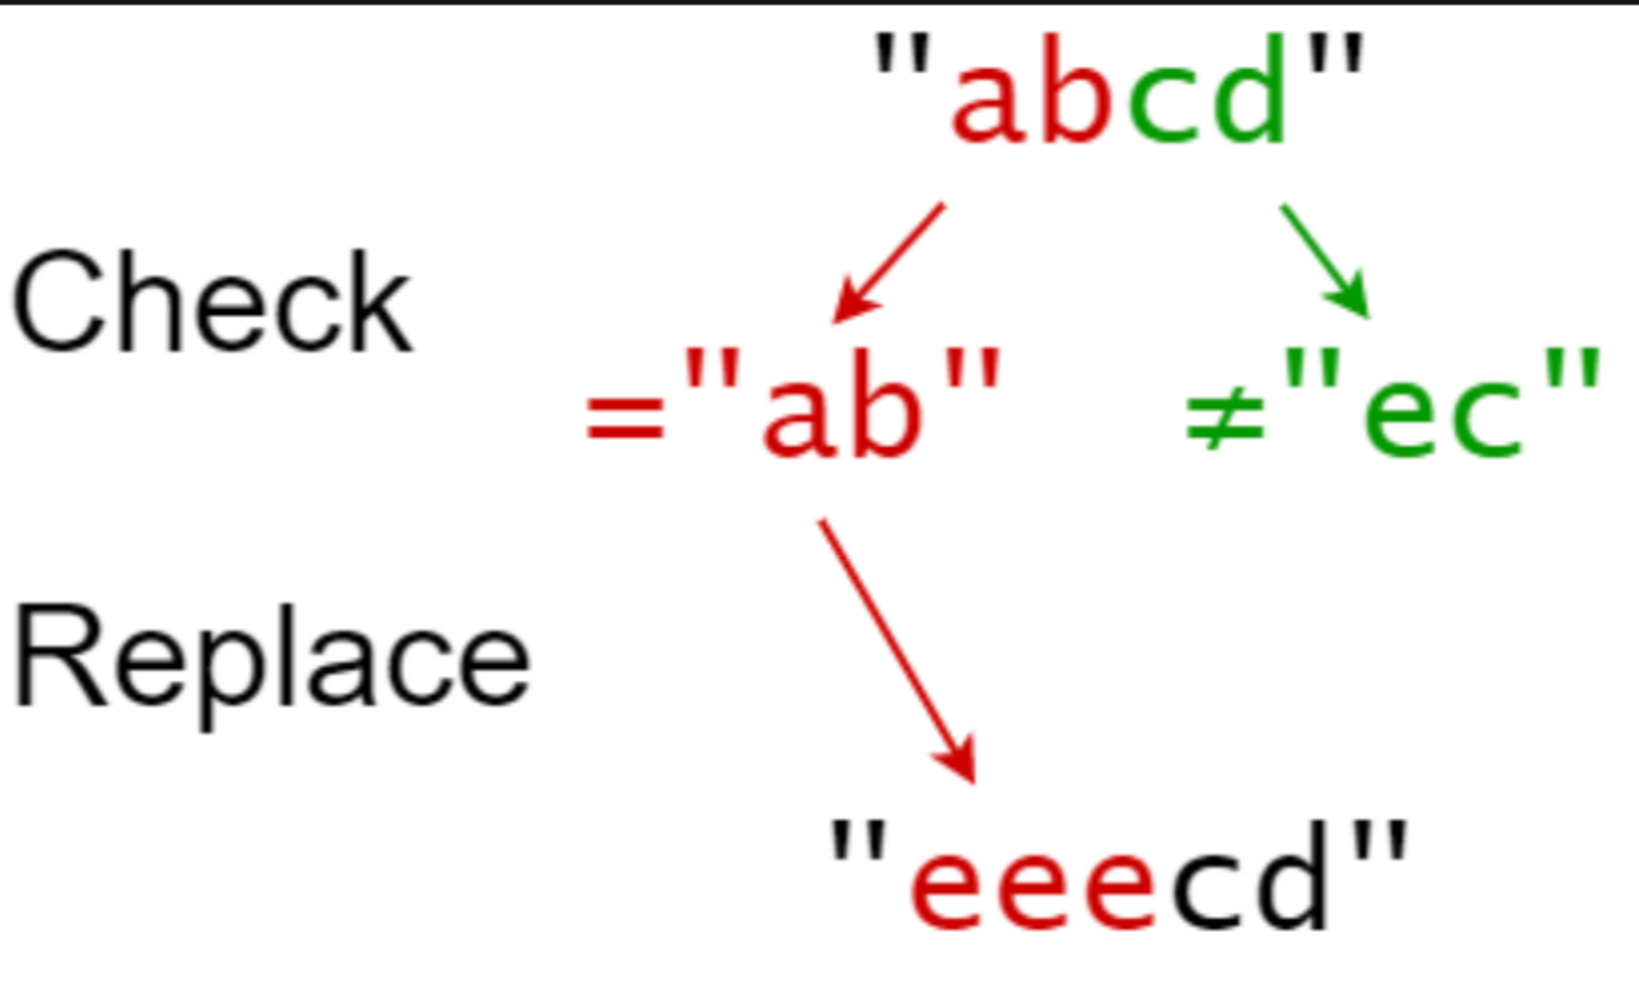 "abcd"
Check
="ab" ≠"ec"
Replace
"eeecd"